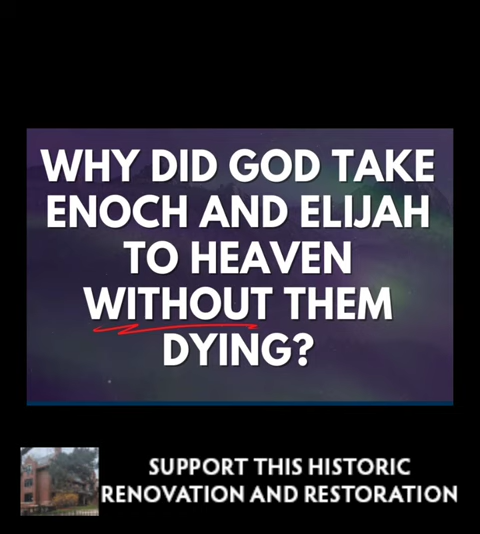 WHY DID GOD TAKE
ENOCH AND ELIJAH
TO HEAVEN
WITHOUT THEM
DYING?
SUPPORT THIS HISTORIC
RENOVATION AND RESTORATION